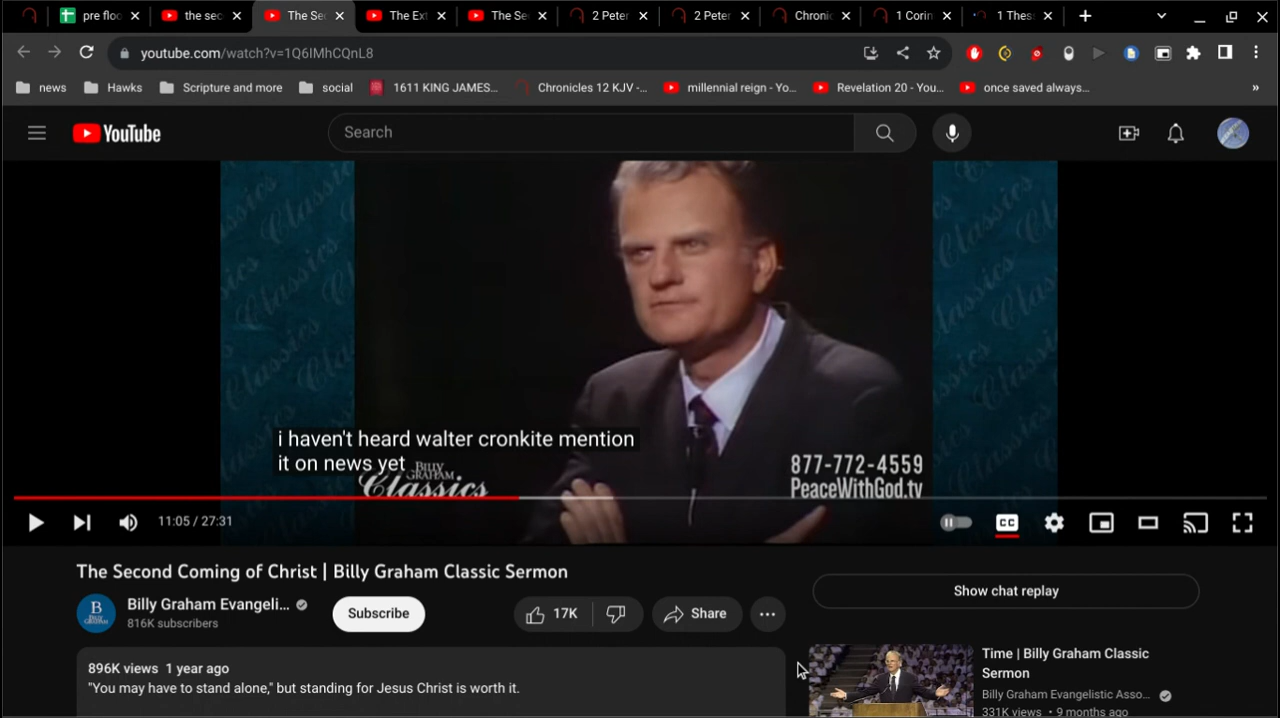 pre floo
the sec
The Sec
The Ext
The Se
2 Peter
2 Peter
Chronic
1 Corin
1 Thes
youtube.com/watch?v=1Q6IMhCQnL8
news
Hawks
Scripture and more
social
1611 KING JAMES...
Chronicles 12 KJV -...
millennial reign - Yo...
Revelation 20 - You...
once saved always...
»
YouTube
Search
i haven't heard walter cronkite mention
it on news yet
BILLY
GRAHAM
Classics
877-772-4559
PeaceWithGod.tv
11:05 / 27:31
CC
The Second Coming of Christ | Billy Graham Classic Sermon
Billy Graham Evangeli...
816K subscribers
Subscribe
17K
Share
Show chat replay
896K views 1 year ago
"You may have to stand alone," but standing for Jesus Christ is worth it.
Time | Billy Graham Classic
Sermon
Billy Graham Evangelistic Asso...
331K views • 9 months ago